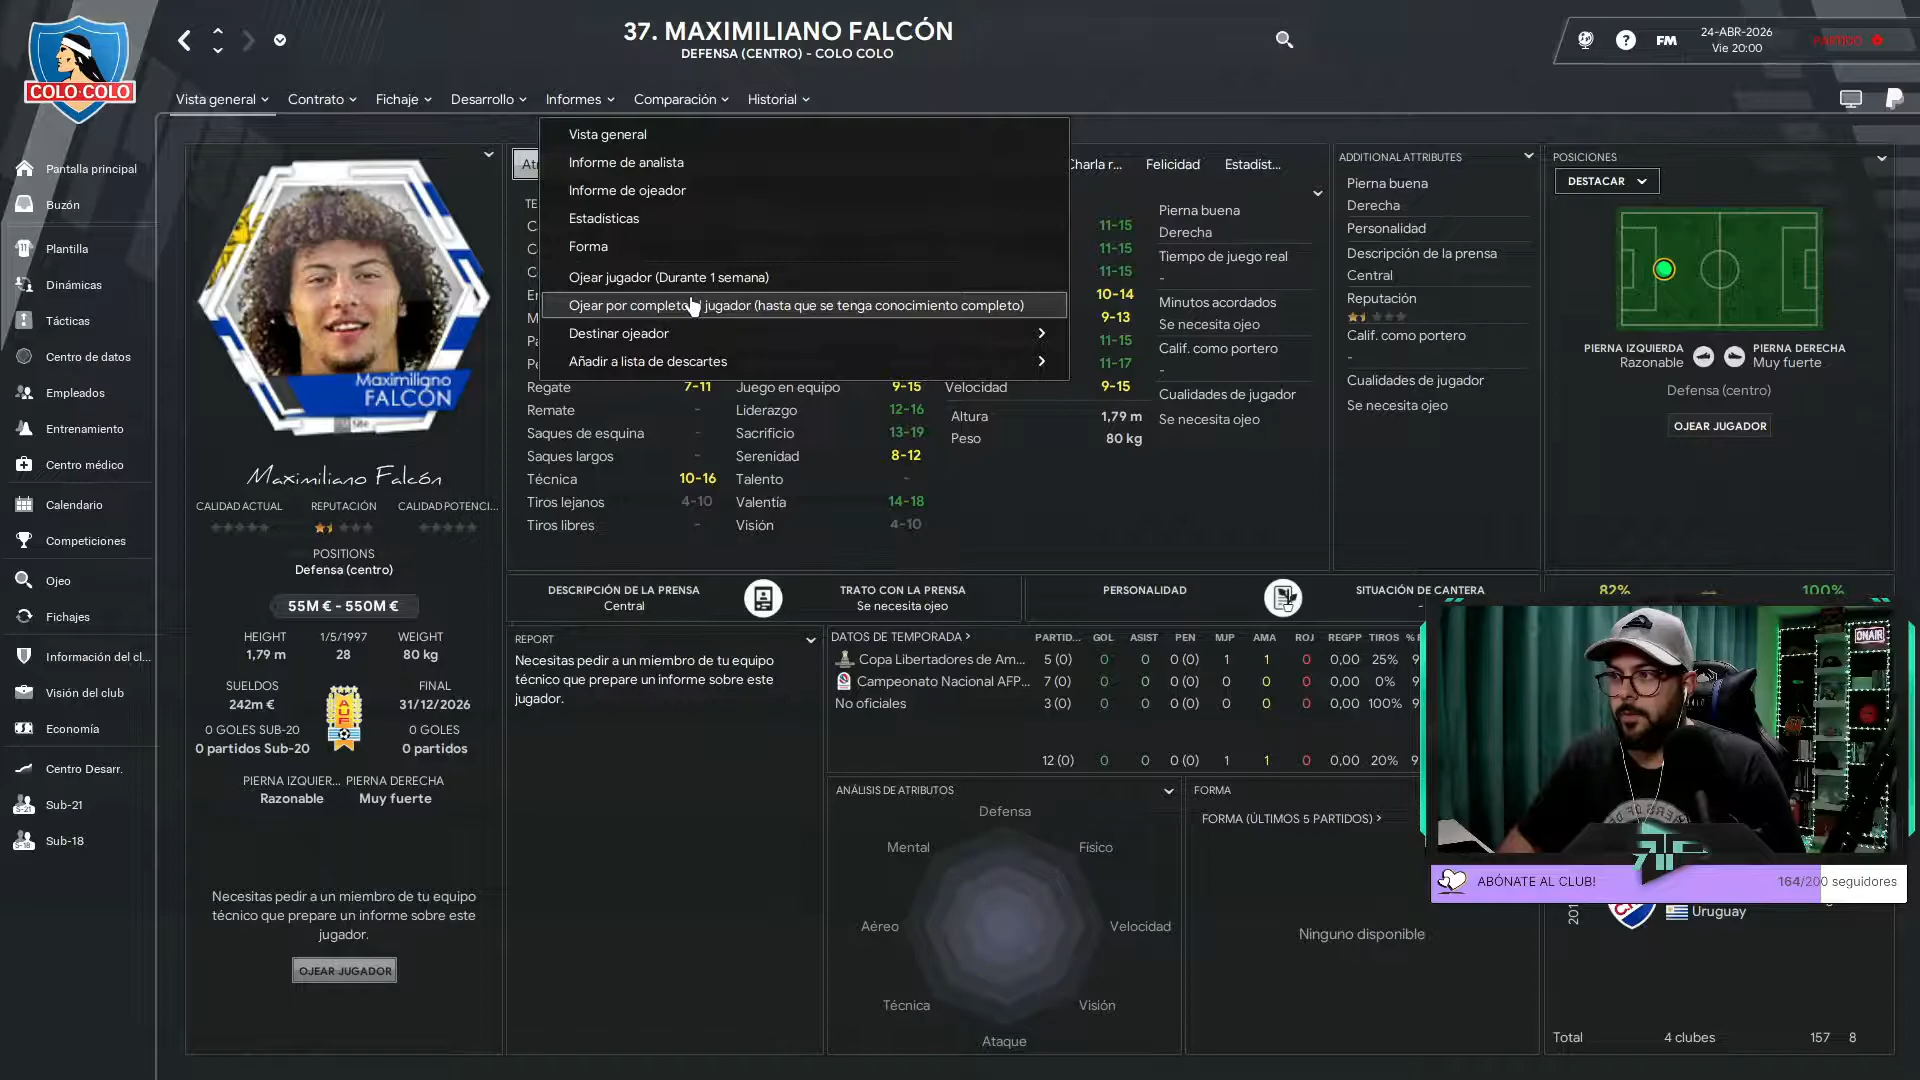 37. MAXIMILIANO FALCÓN
DEFENSA (CENTRO) - COLO COLO
COLO-COLO
FM
24-ABR-2026
Vie 20:00
PARTIDO
Vista general
Contrato
Fichaje
Desarrollo
Informes
Comparación
Historial
Pantalla principal
Buzón
Plantilla
Dinámicas
Tácticas
Centro de datos
Empleados
Entrenamiento
Centro médico
Calendario
Competiciones
Ojeo
Fichajes
Información del cl...
Visión del club
Economía
Centro Desarr.
Sub-21
Sub-18
Maximiliano
FALCÓN
Maximiliano Falcón
CALIDAD ACTUAL
REPUTACIÓN
CALIDAD POTENCI...
POSITIONS
Defensa (centro)
55M € - 550M €
HEIGHT
1,79 m
1/5/1997
28
WEIGHT
80 kg
SUELDOS
242m €
AUF
FINAL
31/12/2026
0 GOLES SUB-20
0 partidos Sub-20
0 GOLES
0 partidos
PIERNA IZQUIER...
Razonable
PIERNA DERECHA
Muy fuerte
Necesitas pedir a un miembro de tu equipo
técnico que prepare un informe sobre este
jugador.
OJEAR JUGADOR
Vista general
Informe de analista
Informe de ojeador
Estadísticas
Forma
Ojear jugador (Durante 1 semana)
Ojear por completo jugador (hasta que se tenga conocimiento completo)
Destinar ojeador
Añadir a lista de descartes
Charla r...
Felicidad
Estadíst...
Regate 7-11
Remate -
Saques de esquina -
Saques largos -
Técnica 10-16
Tiros lejanos 4-10
Tiros libres -
Juego en equipo 9-15
Liderazgo 12-16
Sacrificio 13-19
Serenidad 8-12
Talento -
Valentía 14-18
Visión 4-10
11-15
11-15
11-15
10-14
9-13
11-15
11-17
Velocidad 9-15
Altura 1,79 m
Peso 80 kg
Pierna buena
Derecha
Tiempo de juego real
-
Minutos acordados
Se necesita ojeo
Calif. como portero
-
Cualidades de jugador
Se necesita ojeo
ADDITIONAL ATTRIBUTES
Pierna buena
Derecha
Personalidad
Descripción de la prensa
Central
Reputación
Calif. como portero
-
Cualidades de jugador
Se necesita ojeo
POSICIONES
DESTACAR
PIERNA IZQUIERDA
Razonable
PIERNA DERECHA
Muy fuerte
Defensa (centro)
OJEAR JUGADOR
DESCRIPCIÓN DE LA PRENSA
Central
TRATO CON LA PRENSA
Se necesita ojeo
PERSONALIDAD
SITUACIÓN DE CANTERA
-
82%
100%
REPORT
Necesitas pedir a un miembro de tu equipo
técnico que prepare un informe sobre este
jugador.
DATOS DE TEMPORADA > PARTID... GOL ASIST PEN MJP AMA ROJ REGPP TIROS
Copa Libertadores de Am... 5 (0) 0 0 0 (0) 1 1 0 0,00 25%
Campeonato Nacional AFP... 7 (0) 0 0 0 (0) 0 0 0 0,00 0%
No oficiales 3 (0) 0 0 0 (0) 0 0 0 0,00 100%
12 (0) 0 0 0 (0) 1 1 0 0,00 20%
ANÁLISIS DE ATRIBUTOS
Defensa
Mental
Físico
Aéreo
Velocidad
Técnica
Visión
Ataque
FORMA
FORMA (ÚLTIMOS 5 PARTIDOS) >
Ninguno disponible
ON AIR
ABÓNATE AL CLUB!
164/200 seguidores
Uruguay
Total 4 clubes 157 8